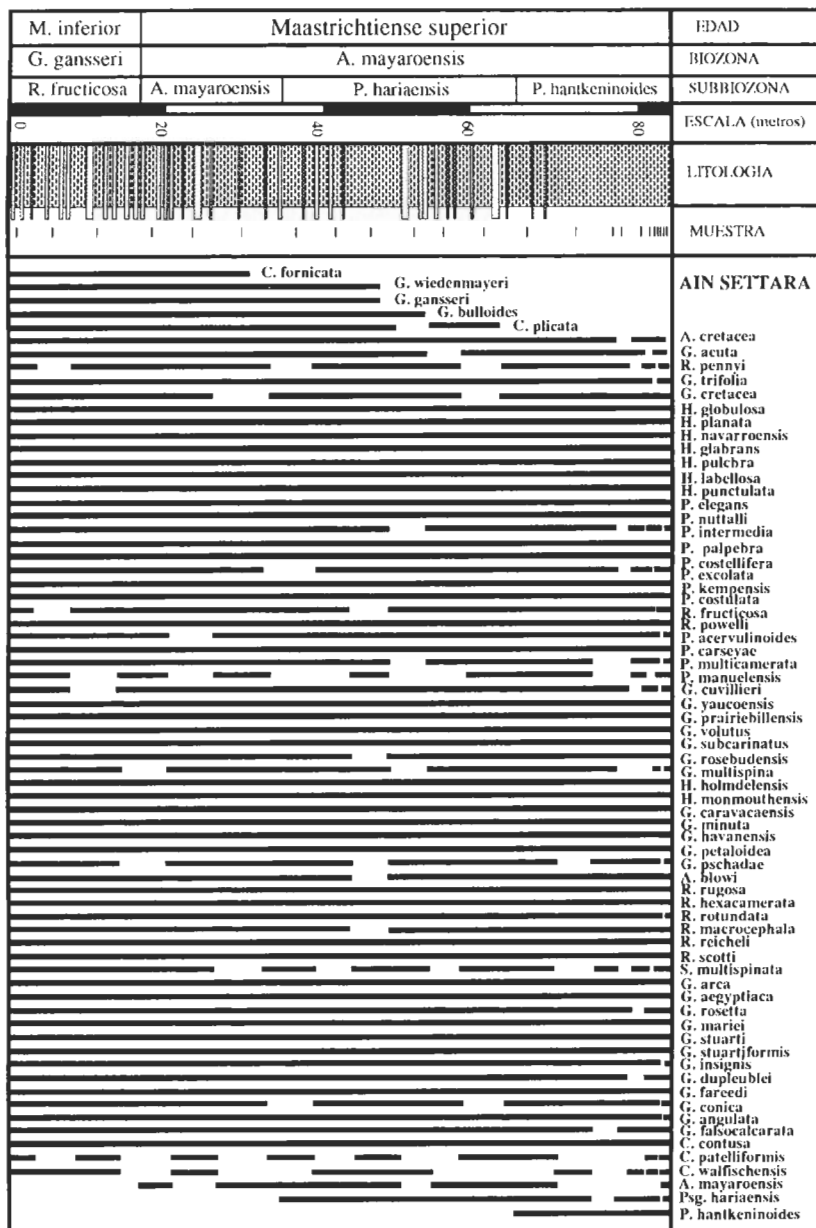 M. inferior Maastrichtiense superior EDAD
G. gansseri A. mayaroensis BIOZONA
R. fructicosa A. mayaroensis P. hariaensis P. hantkeninoides SUBBIOZONA
0 20 40 60 80 ESCALA (metros)
LITOLOGIA
MUESTRA
C. fornicata
AIN SETTARA
G. wiedenmayeri
G. gansseri
G. bulloides
C. plicata
A. cretacea
G. acuta
R. pennyi
G. trifolia
G. cretacea
H. globulosa
H. planata
H. navarroensis
H. glabrans
H. pulchra
H. labellosa
H. punctulata
P. elegans
P. nuttalli
P. intermedia
P. palpebra
P. costellifera
P. excolata
P. kempensis
P. costulata
R. fructicosa
R. powelli
P. acervulinoides
P. carseyae
P. multicamerata
P. manuelensis
G. cuvillieri
G. yaucoensis
G. prairiehillensis
G. volutus
G. subcarinatus
G. rosebudensis
G. multispina
H. holmdelensis
H. monmouthensis
G. caravacaensis
G. minuta
G. havanensis
G. petaloidea
G. pschadae
A. blowi
R. rugosa
R. hexacamerata
R. rotundata
R. macrocephala
R. reicheli
R. scotti
S. multispinata
G. arca
G. aegyptiaca
G. rosetta
G. mariei
G. stuarti
G. stuartiformis
G. insignis
G. dupleublei
G. fareedi
G. conica
G. angulata
G. falsocalcarata
C. contusa
C. patelliformis
C. walfischensis
A. mayaroensis
Psg. hariaensis
P. hantkeninoides